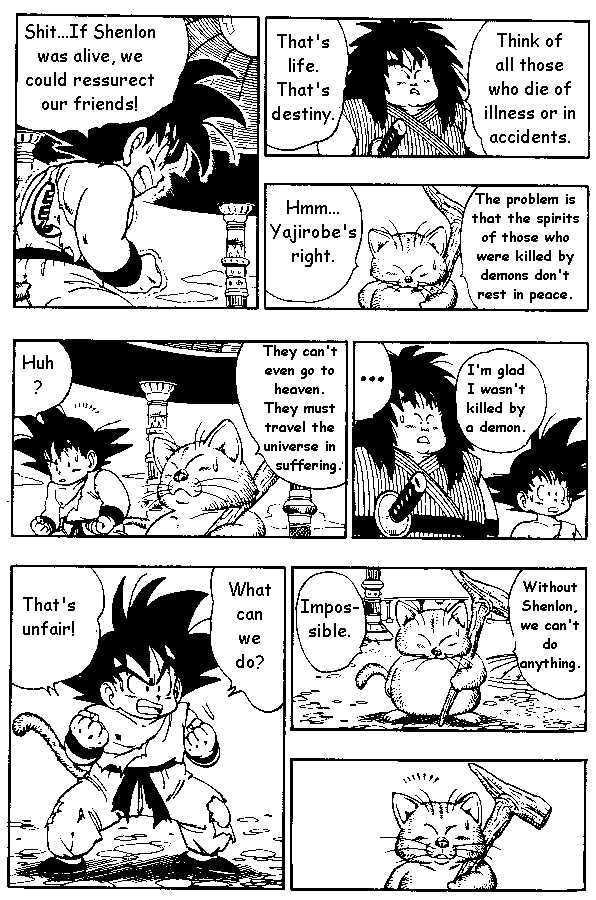 Shit...If Shenlon
was alive, we
could ressurect
our friends!
That's
life.
That's
destiny.
Think of
all those
who die of
illness or in
accidents.
Hmm...
Yajirobe's
right.
The problem is
that the spirits
of those who
were killed by
demons don't
rest in peace.
Huh
?
They can't
even go to
heaven.
They must
travel the
universe in
suffering.
...
I'm glad
I wasn't
killed by
a demon.
That's
unfair!
What
can
we
do?
Impos-
sible.
Without
Shenlon,
we can't
do
anything.